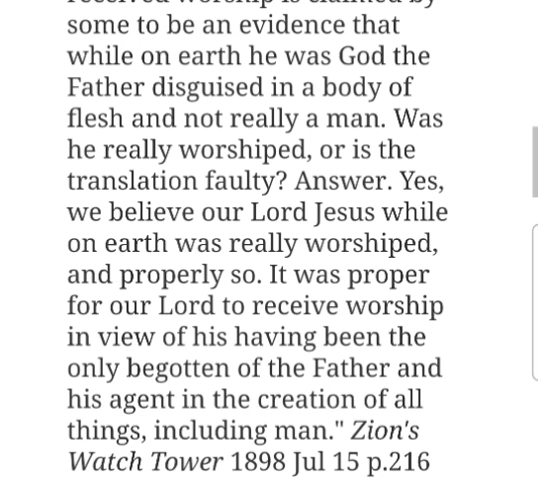 some to be an evidence that
while on earth he was God the
Father disguised in a body of
flesh and not really a man. Was
he really worshiped, or is the
translation faulty? Answer. Yes,
we believe our Lord Jesus while
on earth was really worshiped,
and properly so. It was proper
for our Lord to receive worship
in view of his having been the
only begotten of the Father and
his agent in the creation of all
things, including man." Zion's
Watch Tower 1898 Jul 15 p.216